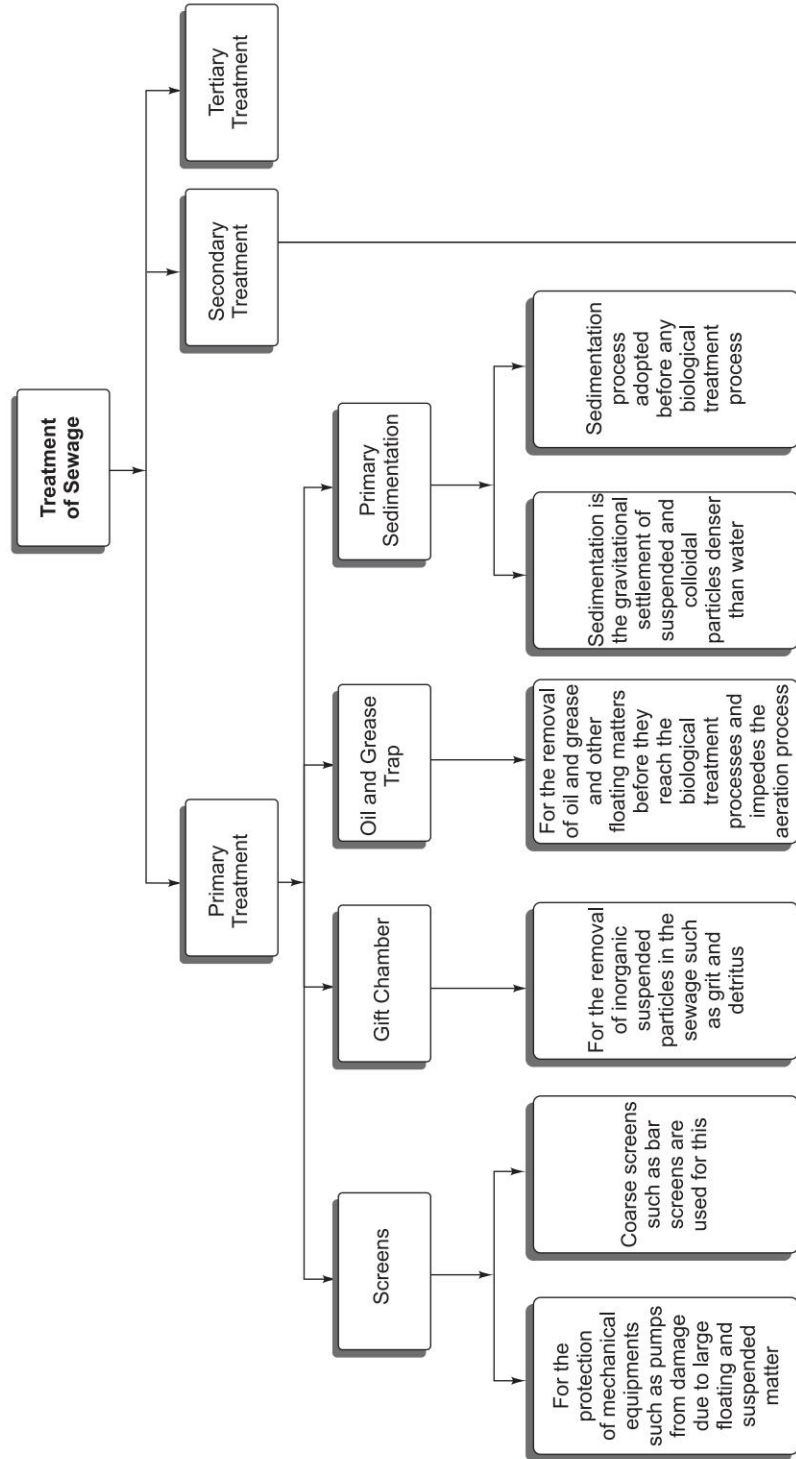 Treatment
of Sewage
Primary
Treatment
Secondary
Treatment
Tertiary
Treatment
Screens
Gift Chamber
Oil and Grease
Trap
Primary
Sedimentation
For the
protection
of mechanical
equipments
such as pumps
from damage
due to large
floating and
suspended
matter
Coarse screens
such as bar
screens are
used for this
For the removal
of inorganic
suspended
particles in the
sewage such
as grit and
detritus
For the removal
of oil and grease
and other
floating matters
before they
reach the
biological
treatment
processes and
impedes the
aeration process
Sedimentation is
the gravitational
settlement of
suspended and
colloidal
particles denser
than water
Sedimentation
process
adopted
before any
biological
treatment
process